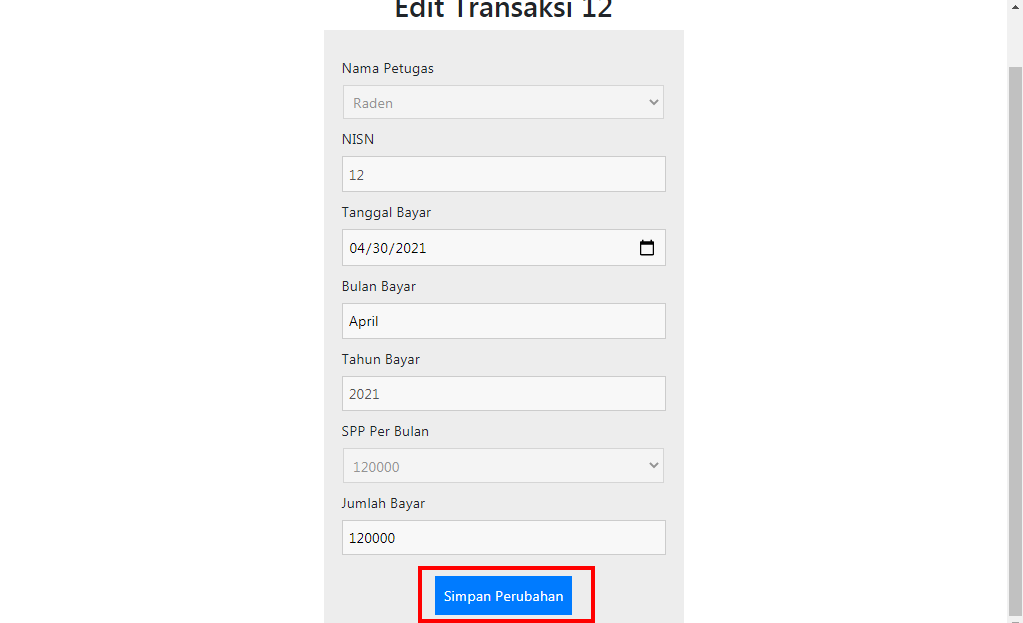 Edit Transaksi 12
Nama Petugas
Raden
NISN
12
Tanggal Bayar
04/30/2021
Bulan Bayar
April
Tahun Bayar
2021
SPP Per Bulan
120000
Jumlah Bayar
120000
Simpan Perubahan